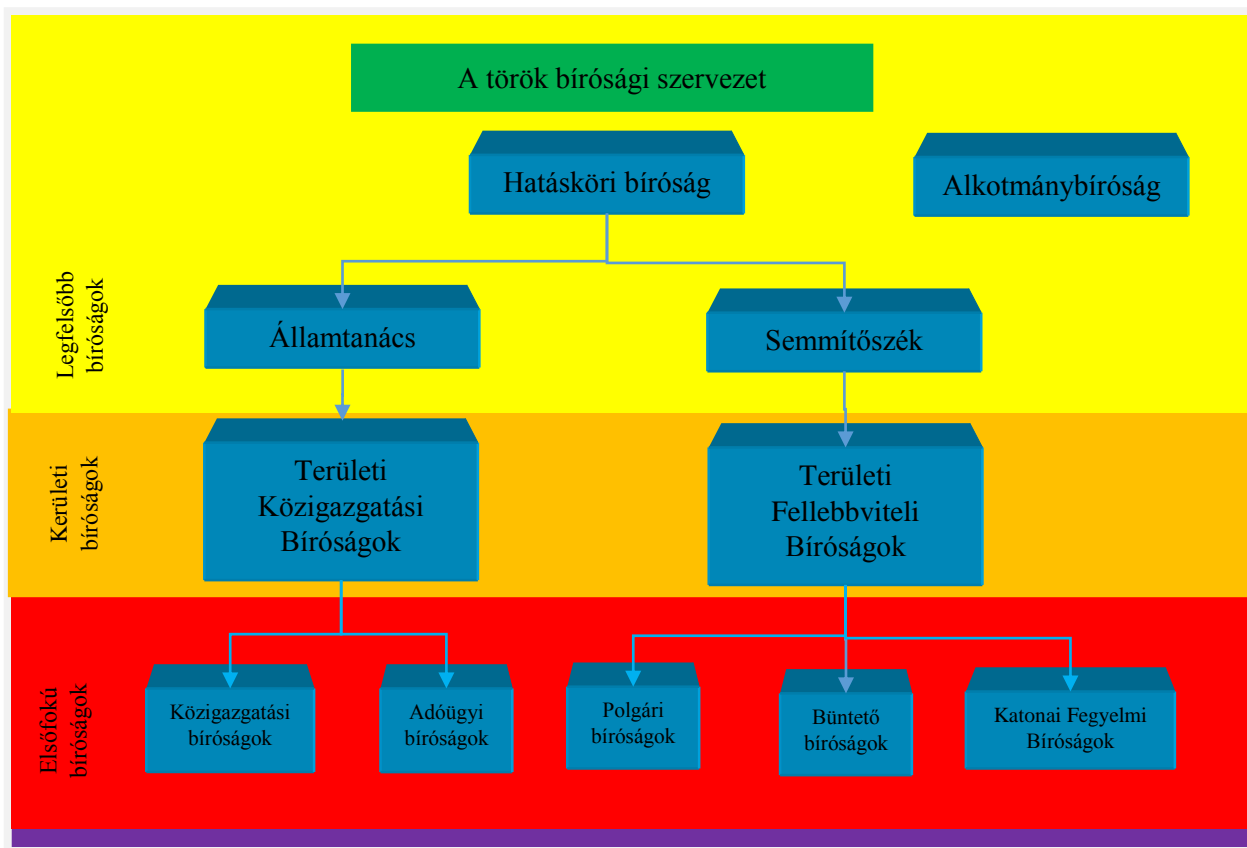 A török bírósági szervezet
Hatásköri bíróság
Alkotmánybíróság
Legfelsőbb
bíróságok
Államtanács
Semmítőszék
Kerületi
bíróságok
Területi
Közigazgatási
Bíróságok
Területi
Fellebbviteli
Bíróságok
Elsőfokú
bíróságok
Közigazgatási
bíróságok
Adóügyi
bíróságok
Polgári
bíróságok
Büntető
bíróságok
Katonai Fegyelmi
Bíróságok